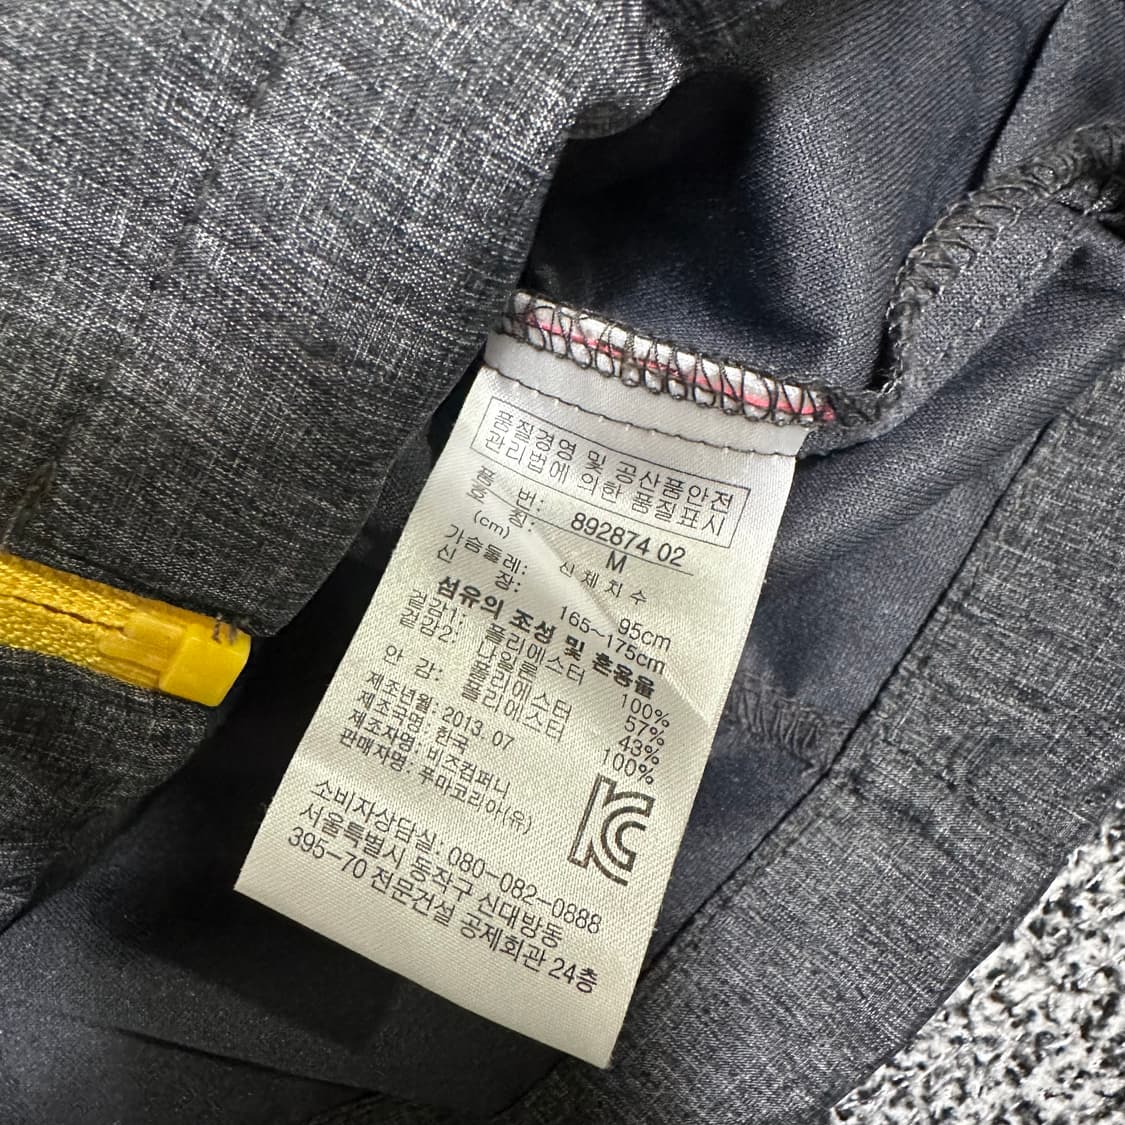 품질경영 및 공산품안전
관리법에 의한 품질표시
품 번: 892874 02
호 칭: M
(cm) 신체치수
가슴둘레: 95cm
신 장: 165~175cm
섬유의 조성 및 혼용율
겉감1: 폴리에스터 100%
겉감2: 나일론 57%
폴리에스터 43%
안 감: 폴리에스터 100%
제조년월: 2013. 07
제조국명: 한국
제조자명: 비즈컴퍼니
판매자명: 푸마코리아(유)
소비자상담실: 080-082-0888
서울특별시 동작구 신대방동
395-70 전문건설 공제회관 24층